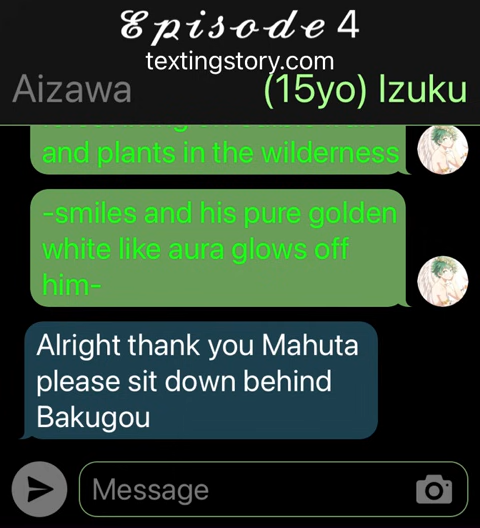 Episode 4
textingstory.com
Aizawa (15yo) Izuku
and plants in the wilderness
-smiles and his pure golden
white like aura glows off
him-
Alright thank you Mahuta
please sit down behind
Bakugou
Message